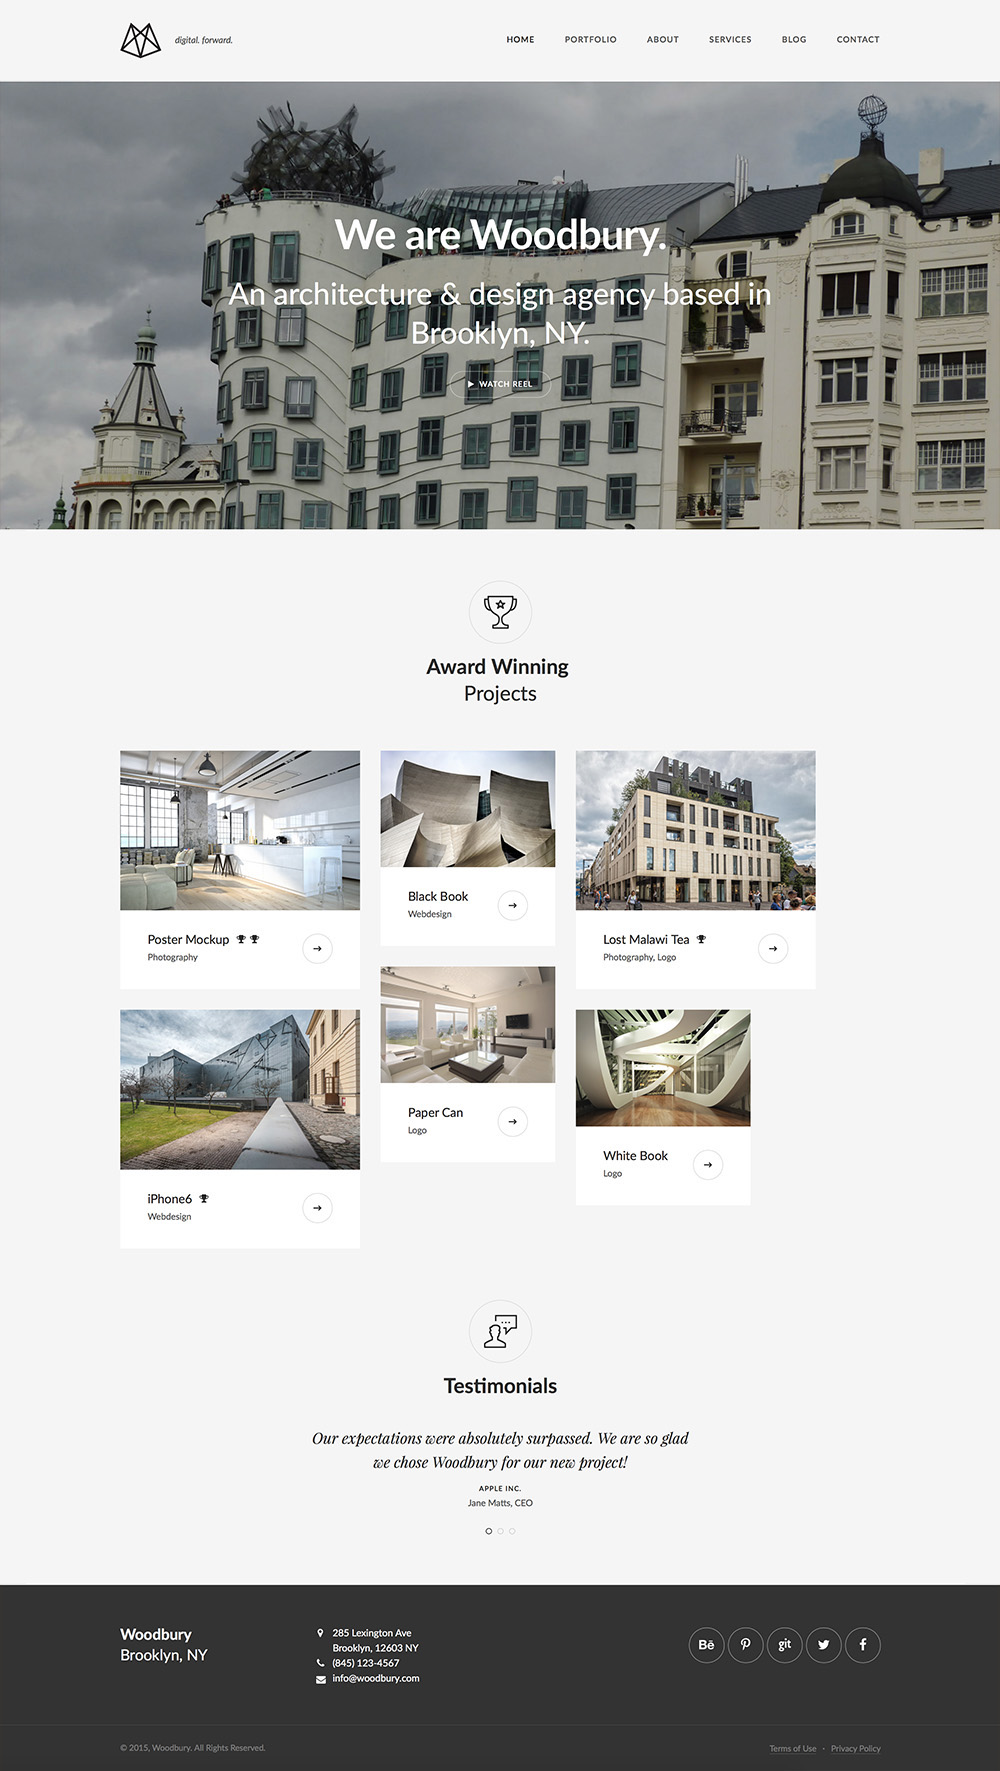 digital. forward.
HOME PORTFOLIO ABOUT SERVICES BLOG CONTACT
We are Woodbury.
An architecture & design agency based in
Brooklyn, NY.
WATCH REEL
Award Winning
Projects
Poster Mockup
Photography
Black Book
Webdesign
Lost Malawi Tea
Photography, Logo
iPhone6
Webdesign
Paper Can
Logo
White Book
Logo
Testimonials
Our expectations were absolutely surpassed. We are so glad
we chose Woodbury for our new project!
APPLE INC.
Jane Matts, CEO
Woodbury
Brooklyn, NY
285 Lexington Ave
Brooklyn, 12603 NY
(845) 123-4567
info@woodbury.com
Bē git
© 2015, Woodbury. All Rights Reserved.
Terms of Use · Privacy Policy